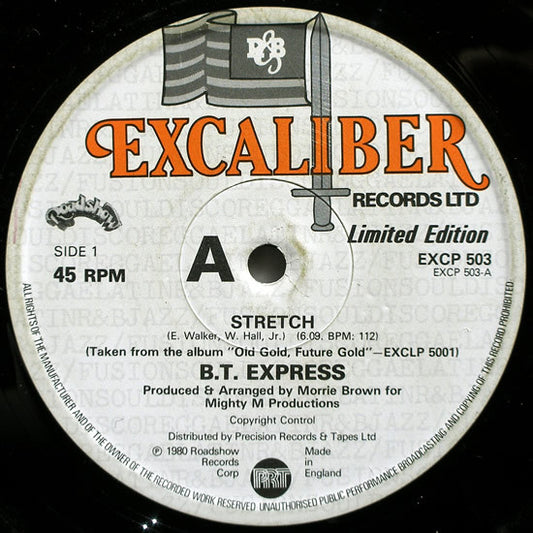 R&B
EXCALIBER
RECORDS LTD
Roadshow
Limited Edition
SIDE 1
45 RPM
A
EXCP 503
EXCP 503-A
STRETCH
(E. Walker, W. Hall, Jr.) (6.09. BPM: 112)
(Taken from the album "Old Gold, Future Gold"—EXCLP 5001)
B.T. EXPRESS
Produced & Arranged by Morrie Brown for
Mighty M Productions
Copyright Control
Distributed by Precision Records & Tapes Ltd
℗ 1980 Roadshow
Records
Corp
PRT
Made
in
England
ALL RIGHTS OF THE MANUFACTURER AND OF THE OWNER OF THE RECORDED WORK RESERVED UNAUTHORISED PUBLIC PERFORMANCE BROADCASTING AND COPYING OF THIS RECORD PROHIBITED